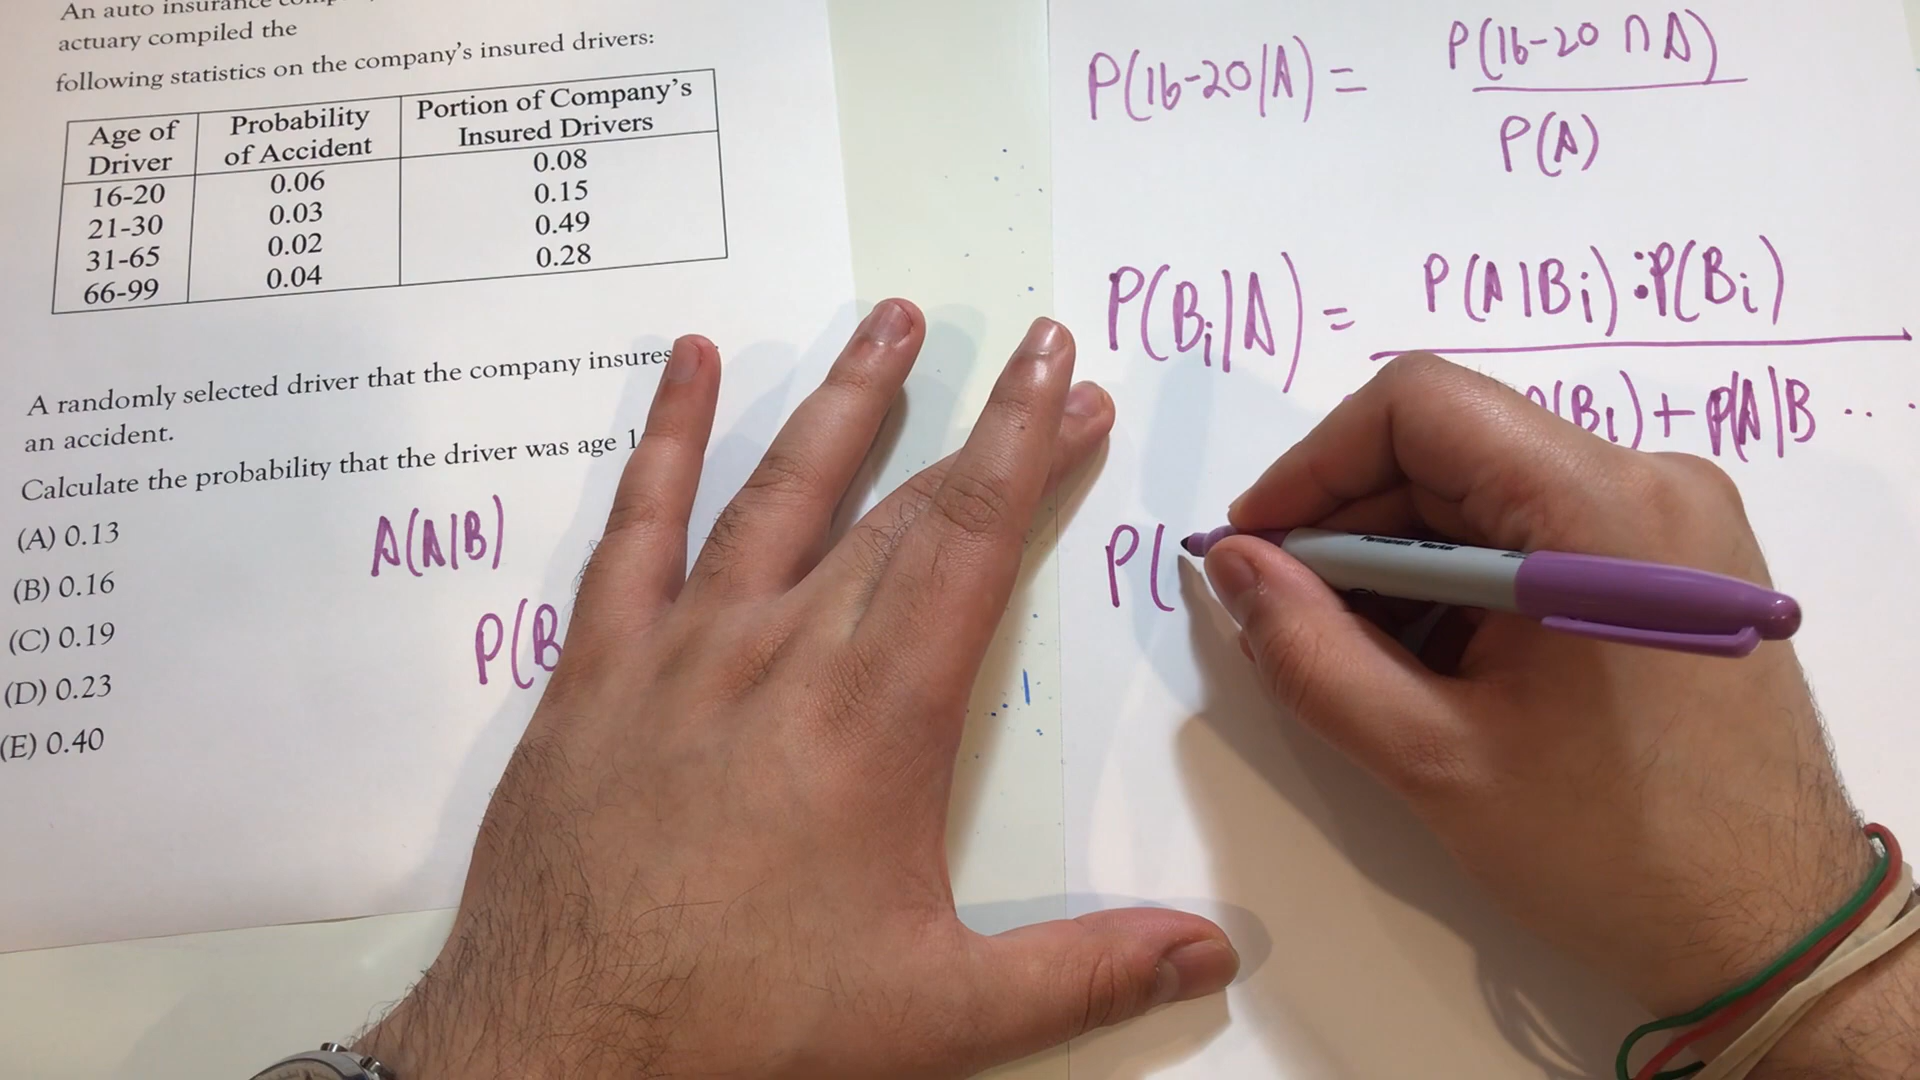 An auto insurance
actuary compiled the
following statistics on the company's insured drivers:
Age of Driver Probability of Accident Portion of Company's Insured Drivers
16-20 0.06 0.08
21-30 0.03 0.15
31-65 0.02 0.49
66-99 0.04 0.28
A randomly selected driver that the company insures
an accident.
Calculate the probability that the driver was age 1
(A) 0.13
(B) 0.16
(C) 0.19
(D) 0.23
(E) 0.40
A(A|B)
P(B
P(16-20|A) = P(16-20 ∩ A)
P(A)
P(Bi|A) = P(A|Bi) · P(Bi)
(Bi) + P(A|B ...
P(
Permanent Marker